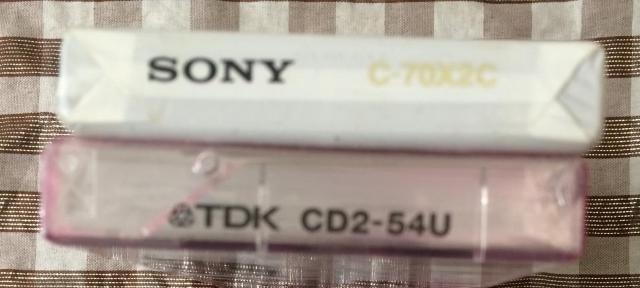 SONY C-70X2C
TDK CD2-54U